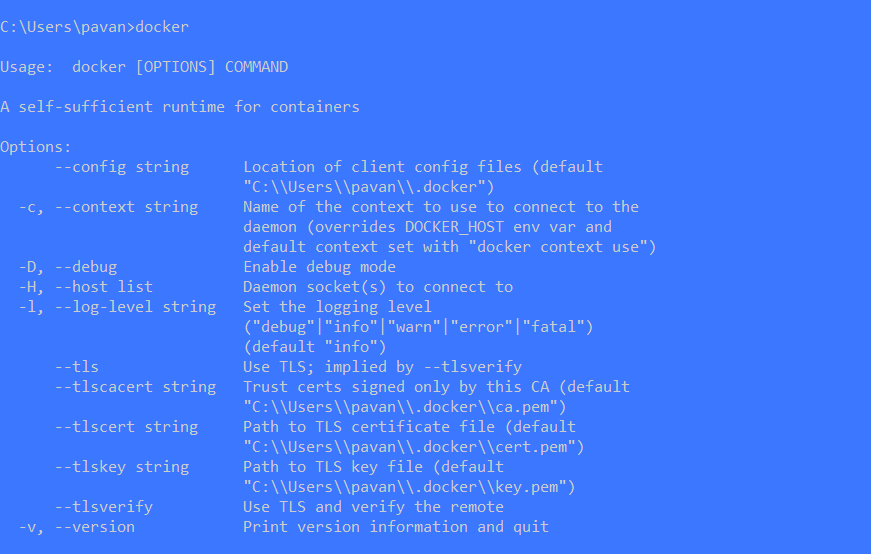 C:\Users\pavan>docker
Usage:  docker [OPTIONS] COMMAND
A self-sufficient runtime for containers
Options:
      --config string      Location of client config files (default
                           "C:\\Users\\pavan\\.docker")
  -c, --context string     Name of the context to use to connect to the
                           daemon (overrides DOCKER_HOST env var and
                           default context set with "docker context use")
  -D, --debug              Enable debug mode
  -H, --host list          Daemon socket(s) to connect to
  -l, --log-level string   Set the logging level
                           ("debug"|"info"|"warn"|"error"|"fatal")
                           (default "info")
      --tls                Use TLS; implied by --tlsverify
      --tlscacert string   Trust certs signed only by this CA (default
                           "C:\\Users\\pavan\\.docker\\ca.pem")
      --tlscert string     Path to TLS certificate file (default
                           "C:\\Users\\pavan\\.docker\\cert.pem")
      --tlskey string      Path to TLS key file (default
                           "C:\\Users\\pavan\\.docker\\key.pem")
      --tlsverify          Use TLS and verify the remote
  -v, --version            Print version information and quit